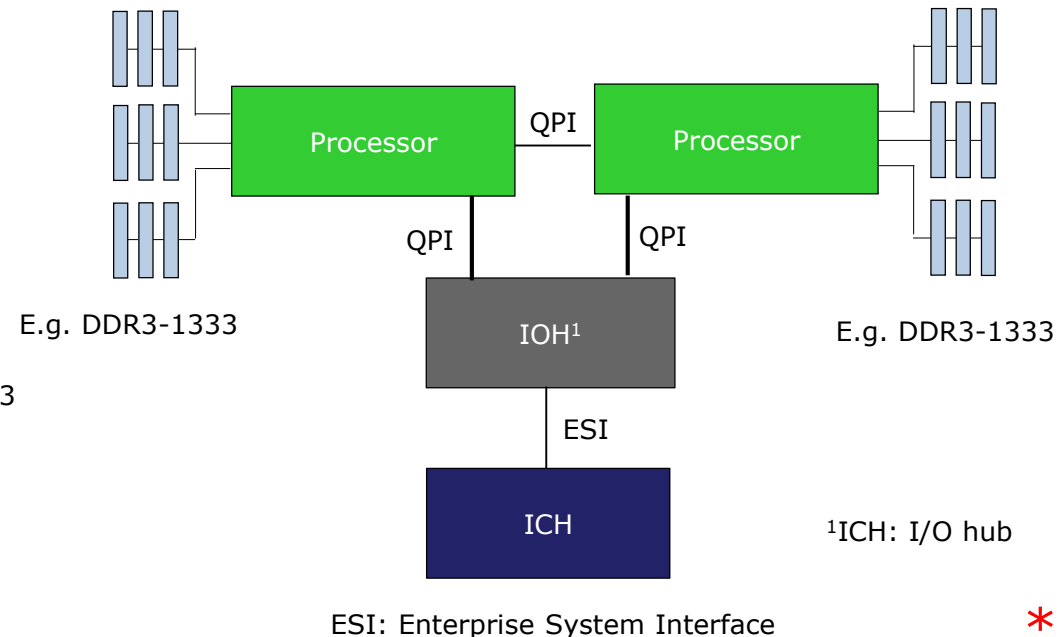 QPI
Processor
Processor
QPI
QPI
E.g. DDR3-1333
IOH¹
E.g. DDR3-1333
3
ESI
ICH
¹ICH: I/O hub
ESI: Enterprise System Interface
*